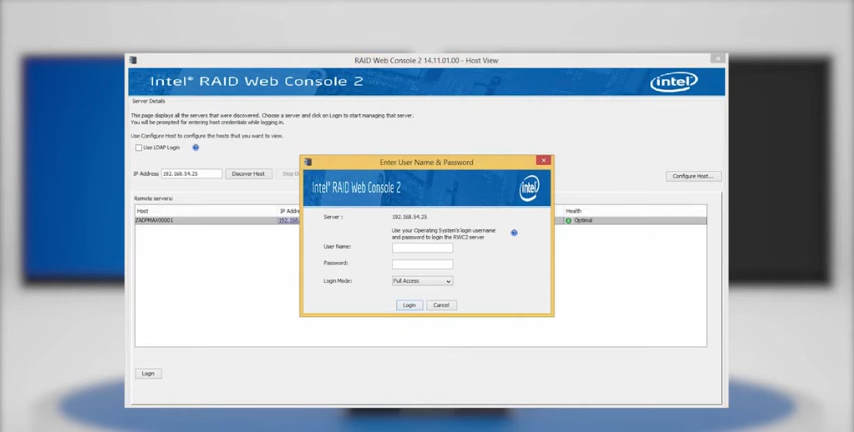 RAID Web Console 2 14.11.01.00 - Host View
Intel® RAID Web Console 2
intel
Server Details
This page displays all the servers that were discovered. Choose a server and click on Login to start managing that server.
You will be prompted for entering host credentials while logging in.
Use Configure Host to configure the hosts that you want to view.
Use LDAP Login
IP Address 192.168.54.25 Discover Host Stop Configure Host...
Remote servers:
Host IP Health
192.168. Optimal
Login
Enter User Name & Password
Intel® RAID Web Console 2
intel
Server : 192.168.54.25
Use your Operating System's login username
and password to login the RWC2 server
User Name:
Password:
Login Mode: Full Access
Login Cancel